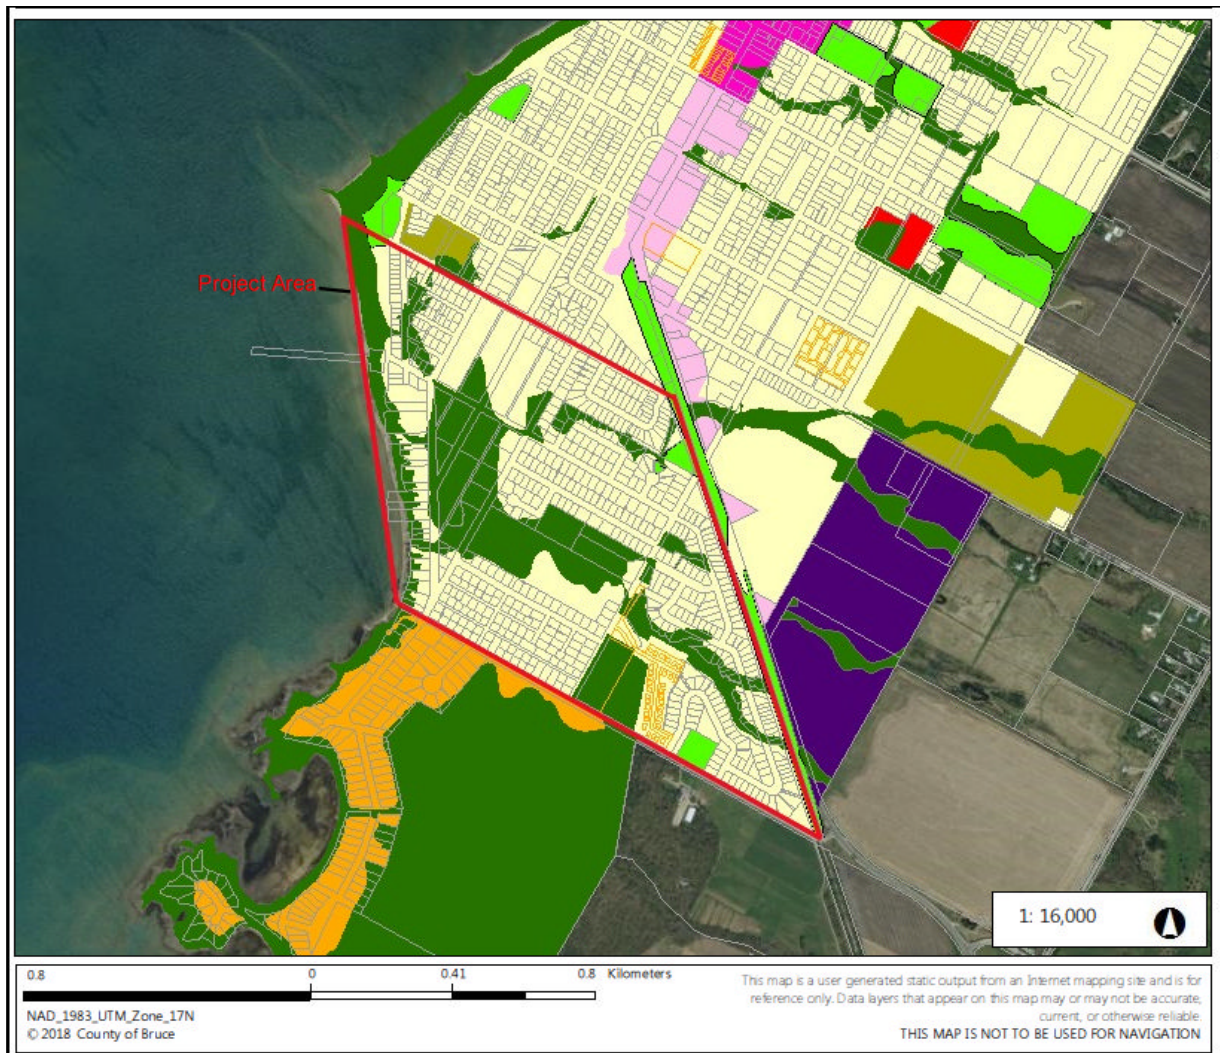 Project Area
1: 16,000
0.8 0 0.41 0.8 Kilometers
NAD_1983_UTM_Zone_17N
© 2018 County of Bruce
This map is a user generated static output from an Internet mapping site and is for
reference only. Data layers that appear on this map may or may not be accurate,
current, or otherwise reliable.
THIS MAP IS NOT TO BE USED FOR NAVIGATION